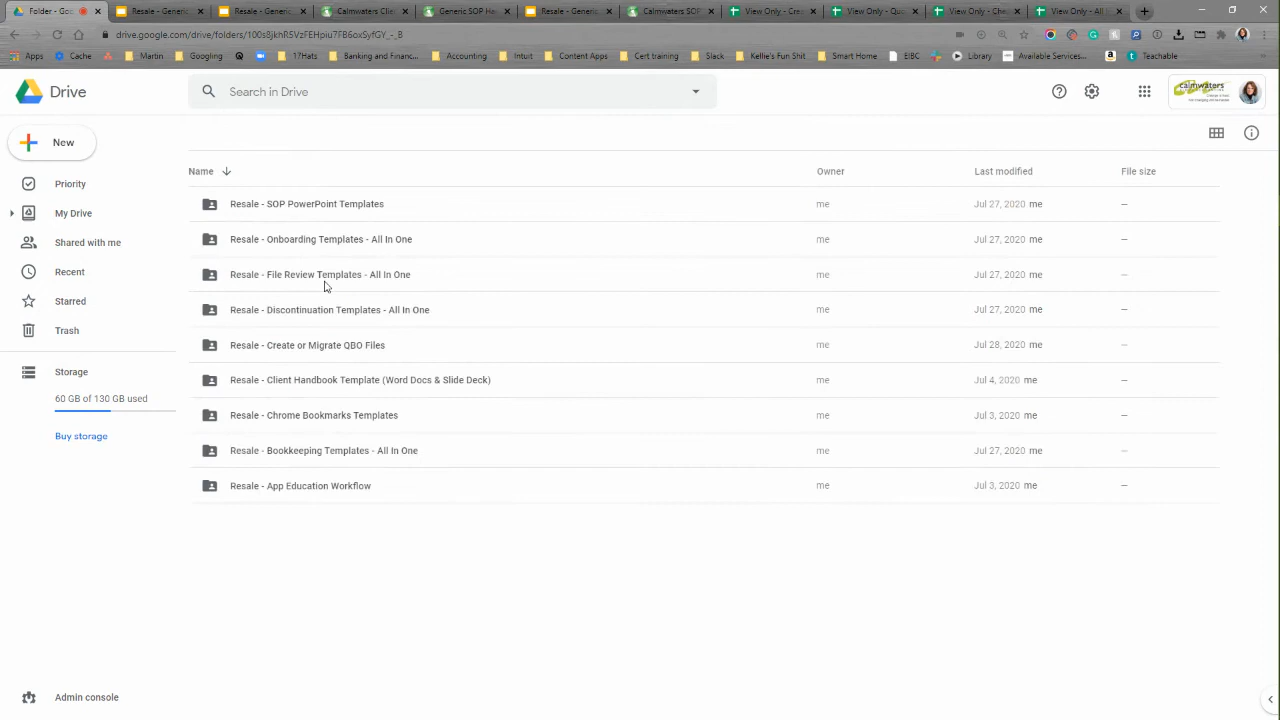 Folder - Goo
Resale - Generi
Resale - Generic
Calmwaters Cli
Generic SOP He
Resale - Generic
Calmwaters SOP
View Only - Cre
View Only - Qu
View Only - Che
View Only - All I
drive.google.com/drive/folders/
Apps
Cache
Martin
Googling
QB
7HATS
Banking and Financ...
Accounting
Intuit
Content Apps
Cert training
Slack
Kellie's Fun Shit
Smart Home
EIBC
Library
Available Services...
Teachable
Drive
Search in Drive
calmwaters
New
Priority
My Drive
Shared with me
Recent
Starred
Trash
Storage
60 GB of 130 GB used
Buy storage
Admin console
Name Owner Last modified File size
Resale - SOP PowerPoint Templates me Jul 27, 2020 me –
Resale - Onboarding Templates - All In One me Jul 27, 2020 me –
Resale - File Review Templates - All In One me Jul 27, 2020 me –
Resale - Discontinuation Templates - All In One me Jul 27, 2020 me –
Resale - Create or Migrate QBO Files me Jul 28, 2020 me –
Resale - Client Handbook Template (Word Docs & Slide Deck) me Jul 4, 2020 me –
Resale - Chrome Bookmarks Templates me Jul 3, 2020 me –
Resale - Bookkeeping Templates - All In One me Jul 27, 2020 me –
Resale - App Education Workflow me Jul 3, 2020 me –